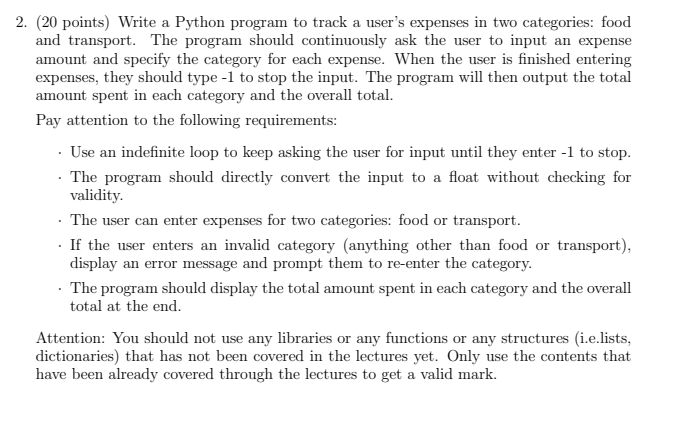 2. (20 points) Write a Python program to track a user's expenses in two categories: food
and transport. The program should continuously ask the user to input an expense
amount and specify the category for each expense. When the user is finished entering
expenses, they should type -1 to stop the input. The program will then output the total
amount spent in each category and the overall total.
Pay attention to the following requirements:
· Use an indefinite loop to keep asking the user for input until they enter -1 to stop.
· The program should directly convert the input to a float without checking for
validity.
· The user can enter expenses for two categories: food or transport.
· If the user enters an invalid category (anything other than food or transport),
display an error message and prompt them to re-enter the category.
· The program should display the total amount spent in each category and the overall
total at the end.
Attention: You should not use any libraries or any functions or any structures (i.e.lists,
dictionaries) that has not been covered in the lectures yet. Only use the contents that
have been already covered through the lectures to get a valid mark.